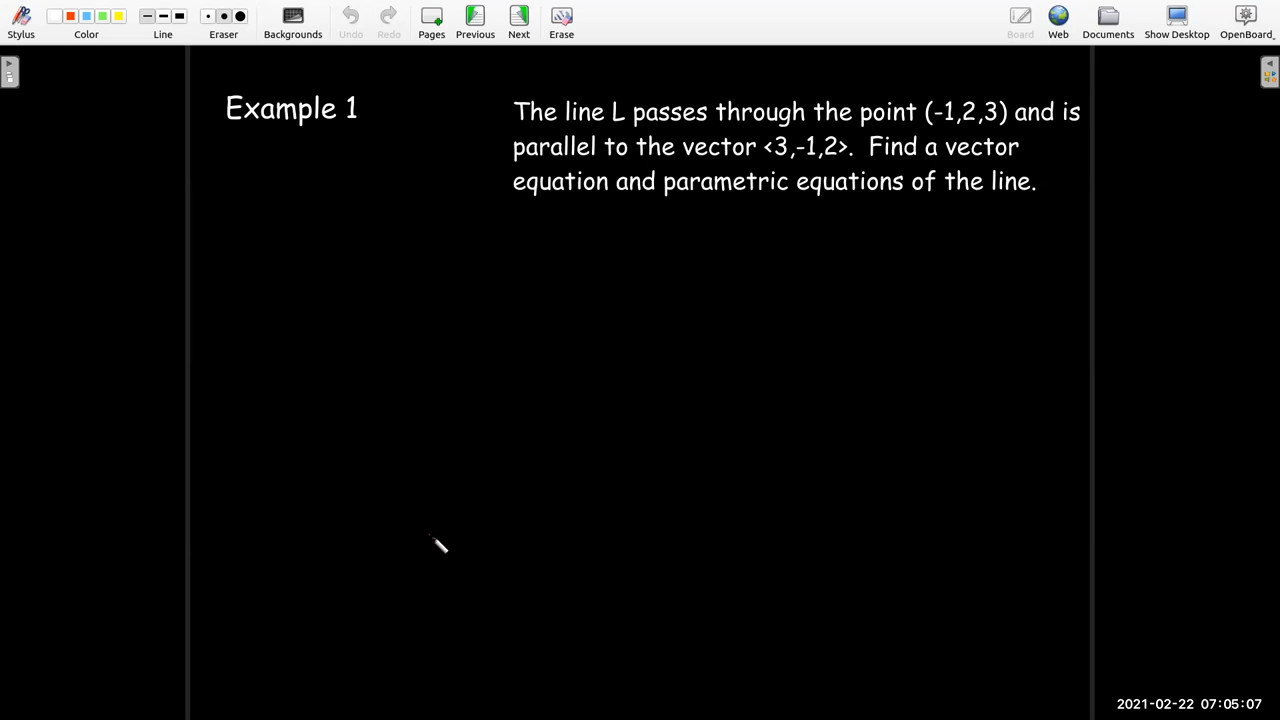 Stylus
Color
Line
Eraser
Backgrounds
Undo
Redo
Pages
Previous
Next
Erase
Board
Web
Documents
Show Desktop
OpenBoard
Example 1
The line L passes through the point (-1,2,3) and is
parallel to the vector <3,-1,2>. Find a vector
equation and parametric equations of the line.
2021-02-22 07:05:07